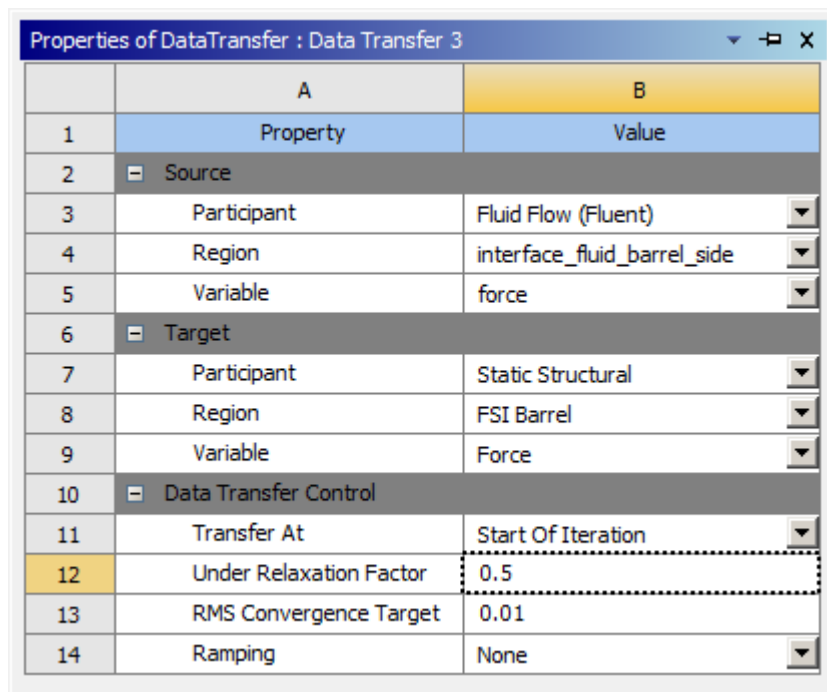 Properties of DataTransfer : Data Transfer 3
A B
1 Property Value
2 Source
3 Participant Fluid Flow (Fluent)
4 Region interface_fluid_barrel_side
5 Variable force
6 Target
7 Participant Static Structural
8 Region FSI Barrel
9 Variable Force
10 Data Transfer Control
11 Transfer At Start Of Iteration
12 Under Relaxation Factor 0.5
13 RMS Convergence Target 0.01
14 Ramping None